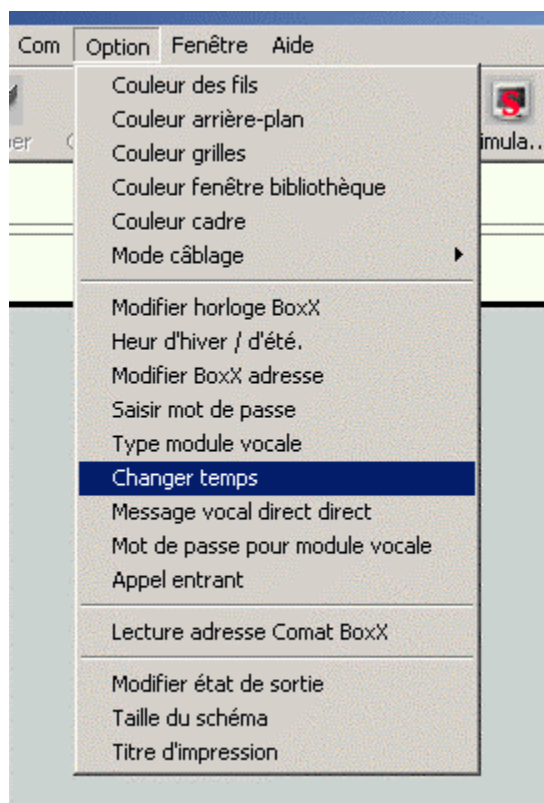 Com Option Fenêtre Aide
Couleur des fils
Couleur arrière-plan
Couleur grilles
Couleur fenêtre bibliothèque
Couleur cadre
Mode câblage
Modifier horloge BoxX
Heur d'hiver / d'été.
Modifier BoxX adresse
Saisir mot de passe
Type module vocale
Changer temps
Message vocal direct direct
Mot de passe pour module vocale
Appel entrant
Lecture adresse Comat BoxX
Modifier état de sortie
Taille du schéma
Titre d'impression
imula..